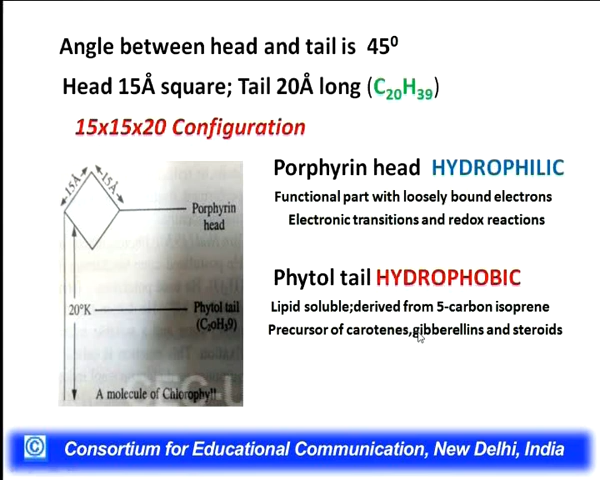 Angle between head and tail is 45⁰
Head 15Å square; Tail 20Å long (C₂₀H₃₉)
15x15x20 Configuration
15Å
15Å
Porphyrin
head
20°K
Phytol tail
(C₂oH₃9)
A molecule of Chlorophyll
Porphyrin head HYDROPHILIC
Functional part with loosely bound electrons
Electronic transitions and redox reactions
Phytol tail HYDROPHOBIC
Lipid soluble;derived from 5-carbon isoprene
Precursor of carotenes,gibberellins and steroids
© Consortium for Educational Communication, New Delhi, India